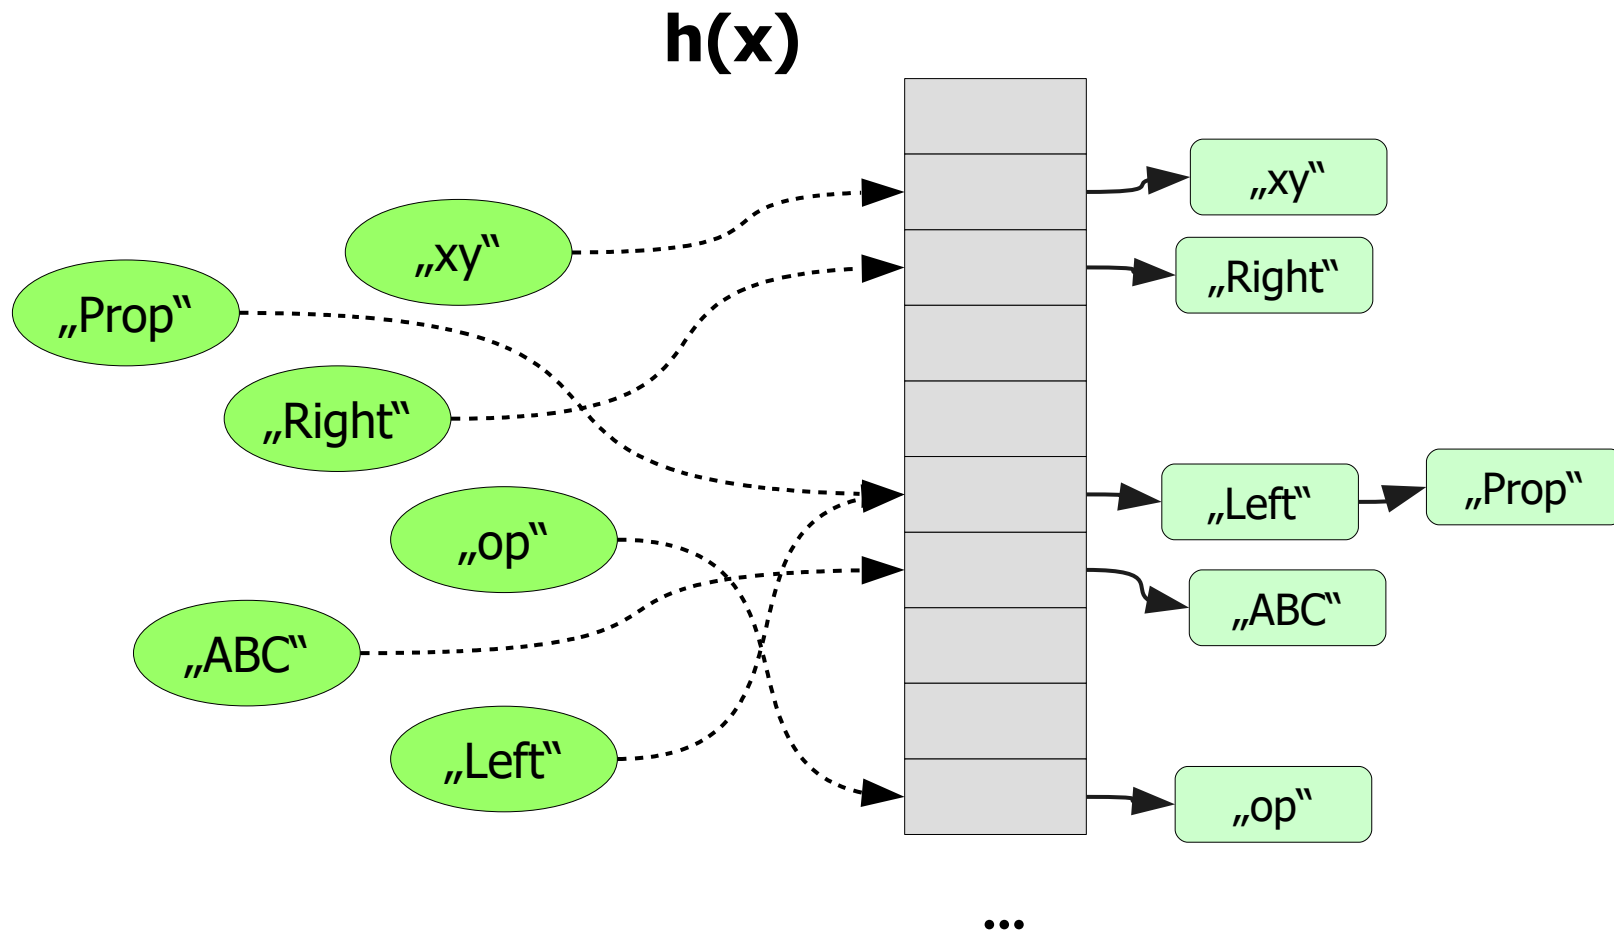 h(x)
„xy“
„Prop“
„Right“
„op“
„ABC“
„Left“
„xy“
„Right“
„Left“
„Prop“
„ABC“
„op“
...